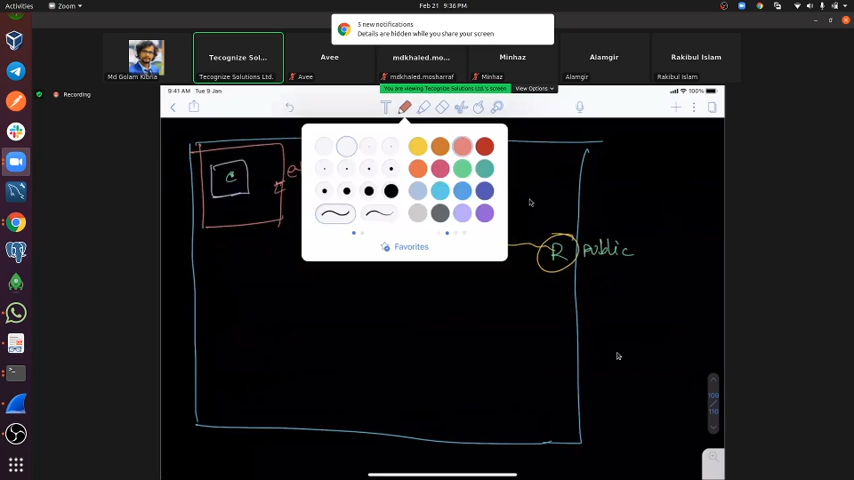 Activities
Zoom
Feb 21 9:36 PM
5 new notifications
Details are hidden while you share your screen
Md Golam Kibria
Tecognize Sol...
Tecognize Solutions Ltd.
Avee
Avee
mdkhaled.mos...
mdkhaled.mosharraf
Minhaz
Minhaz
Alamgir
Alamgir
Rakibul Islam
Rakibul Islam
Recording
You are viewing Tecognize Solutions Ltd.'s screen
View Options
9:41 AM Tue 9 Jan
100%
T
c
R
public
Favorites
109
110